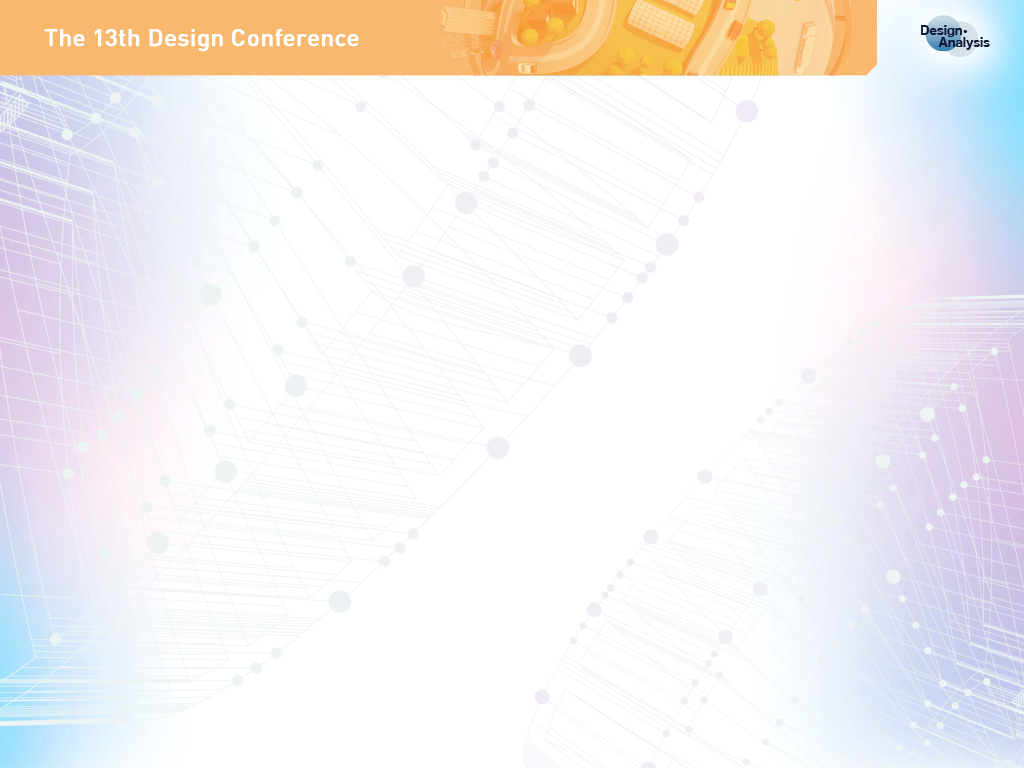 The 13th Design Conference
Design•
Analysis